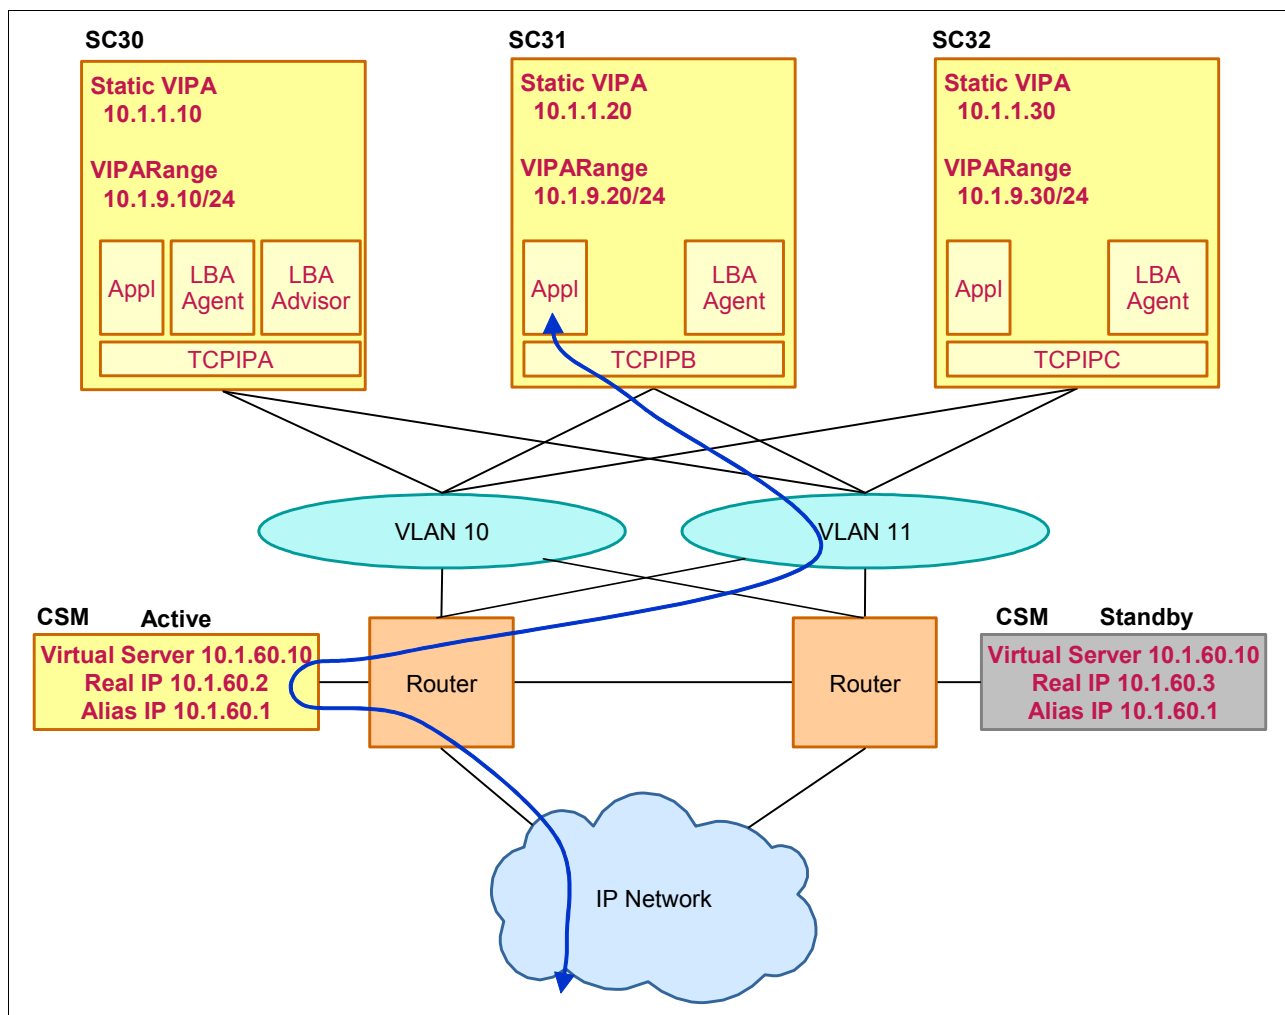 SC30
SC31
SC32
Static VIPA
10.1.1.10
VIPARange
10.1.9.10/24
Appl
LBA
Agent
LBA
Advisor
TCPIPA
Static VIPA
10.1.1.20
VIPARange
10.1.9.20/24
Appl
LBA
Agent
TCPIPB
Static VIPA
10.1.1.30
VIPARange
10.1.9.30/24
Appl
LBA
Agent
TCPIPC
VLAN 10
VLAN 11
CSM Active
Virtual Server 10.1.60.10
Real IP 10.1.60.2
Alias IP 10.1.60.1
Router
Router
CSM Standby
Virtual Server 10.1.60.10
Real IP 10.1.60.3
Alias IP 10.1.60.1
IP Network